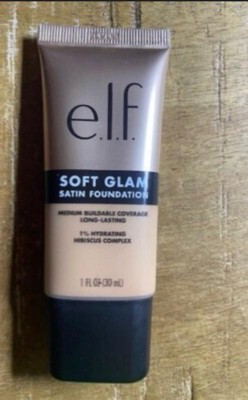 e.l.f.
SOFT GLAM
SATIN FOUNDATION
MEDIUM BUILDABLE COVERAGE
LONG-LASTING
1% HYDRATING
HIBISCUS COMPLEX
1 FL OZ (30 mL)